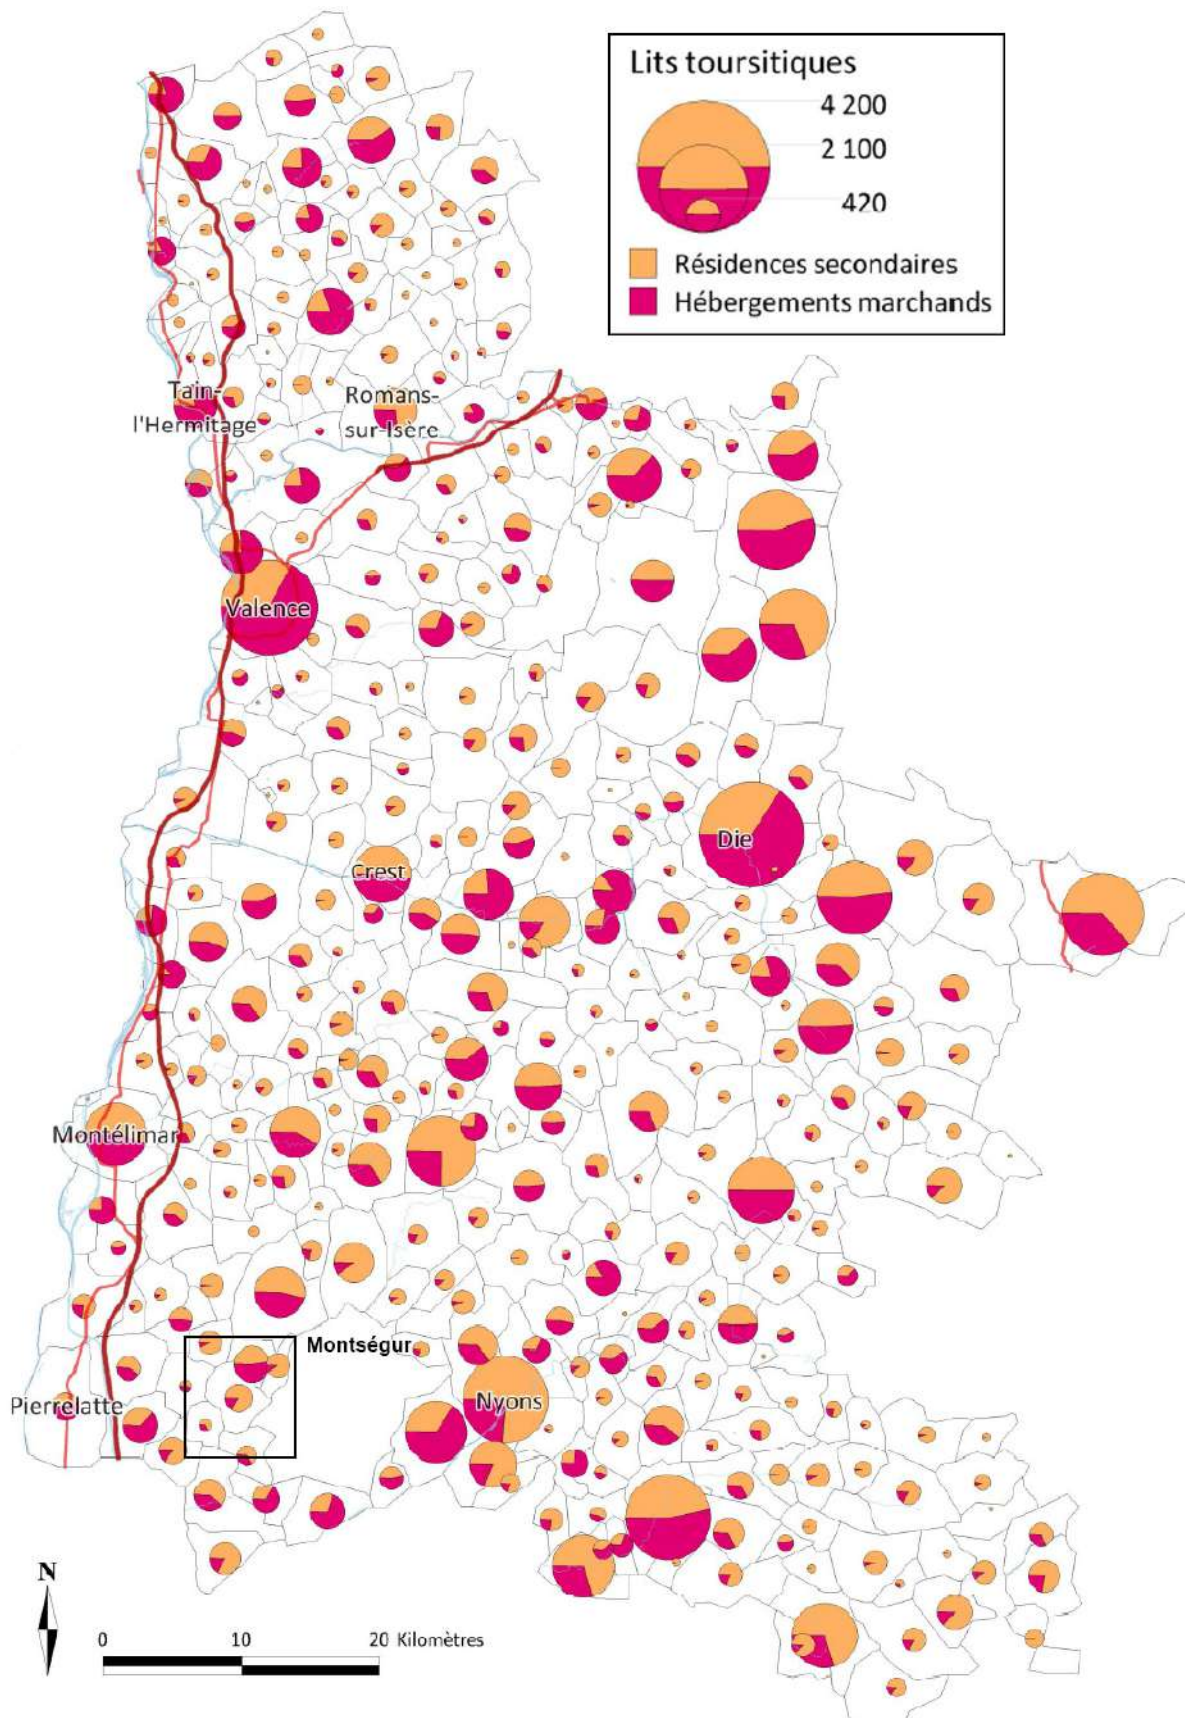 Lits toursitiques
4 200
2 100
420
Résidences secondaires
Hébergements marchands
Tain-
l'Hermitage
Romans-
sur-Isère
Valence
Die
Crest
Montélimar
Montségur
Pierrelatte
Nyons
N
0 10 20 Kilomètres